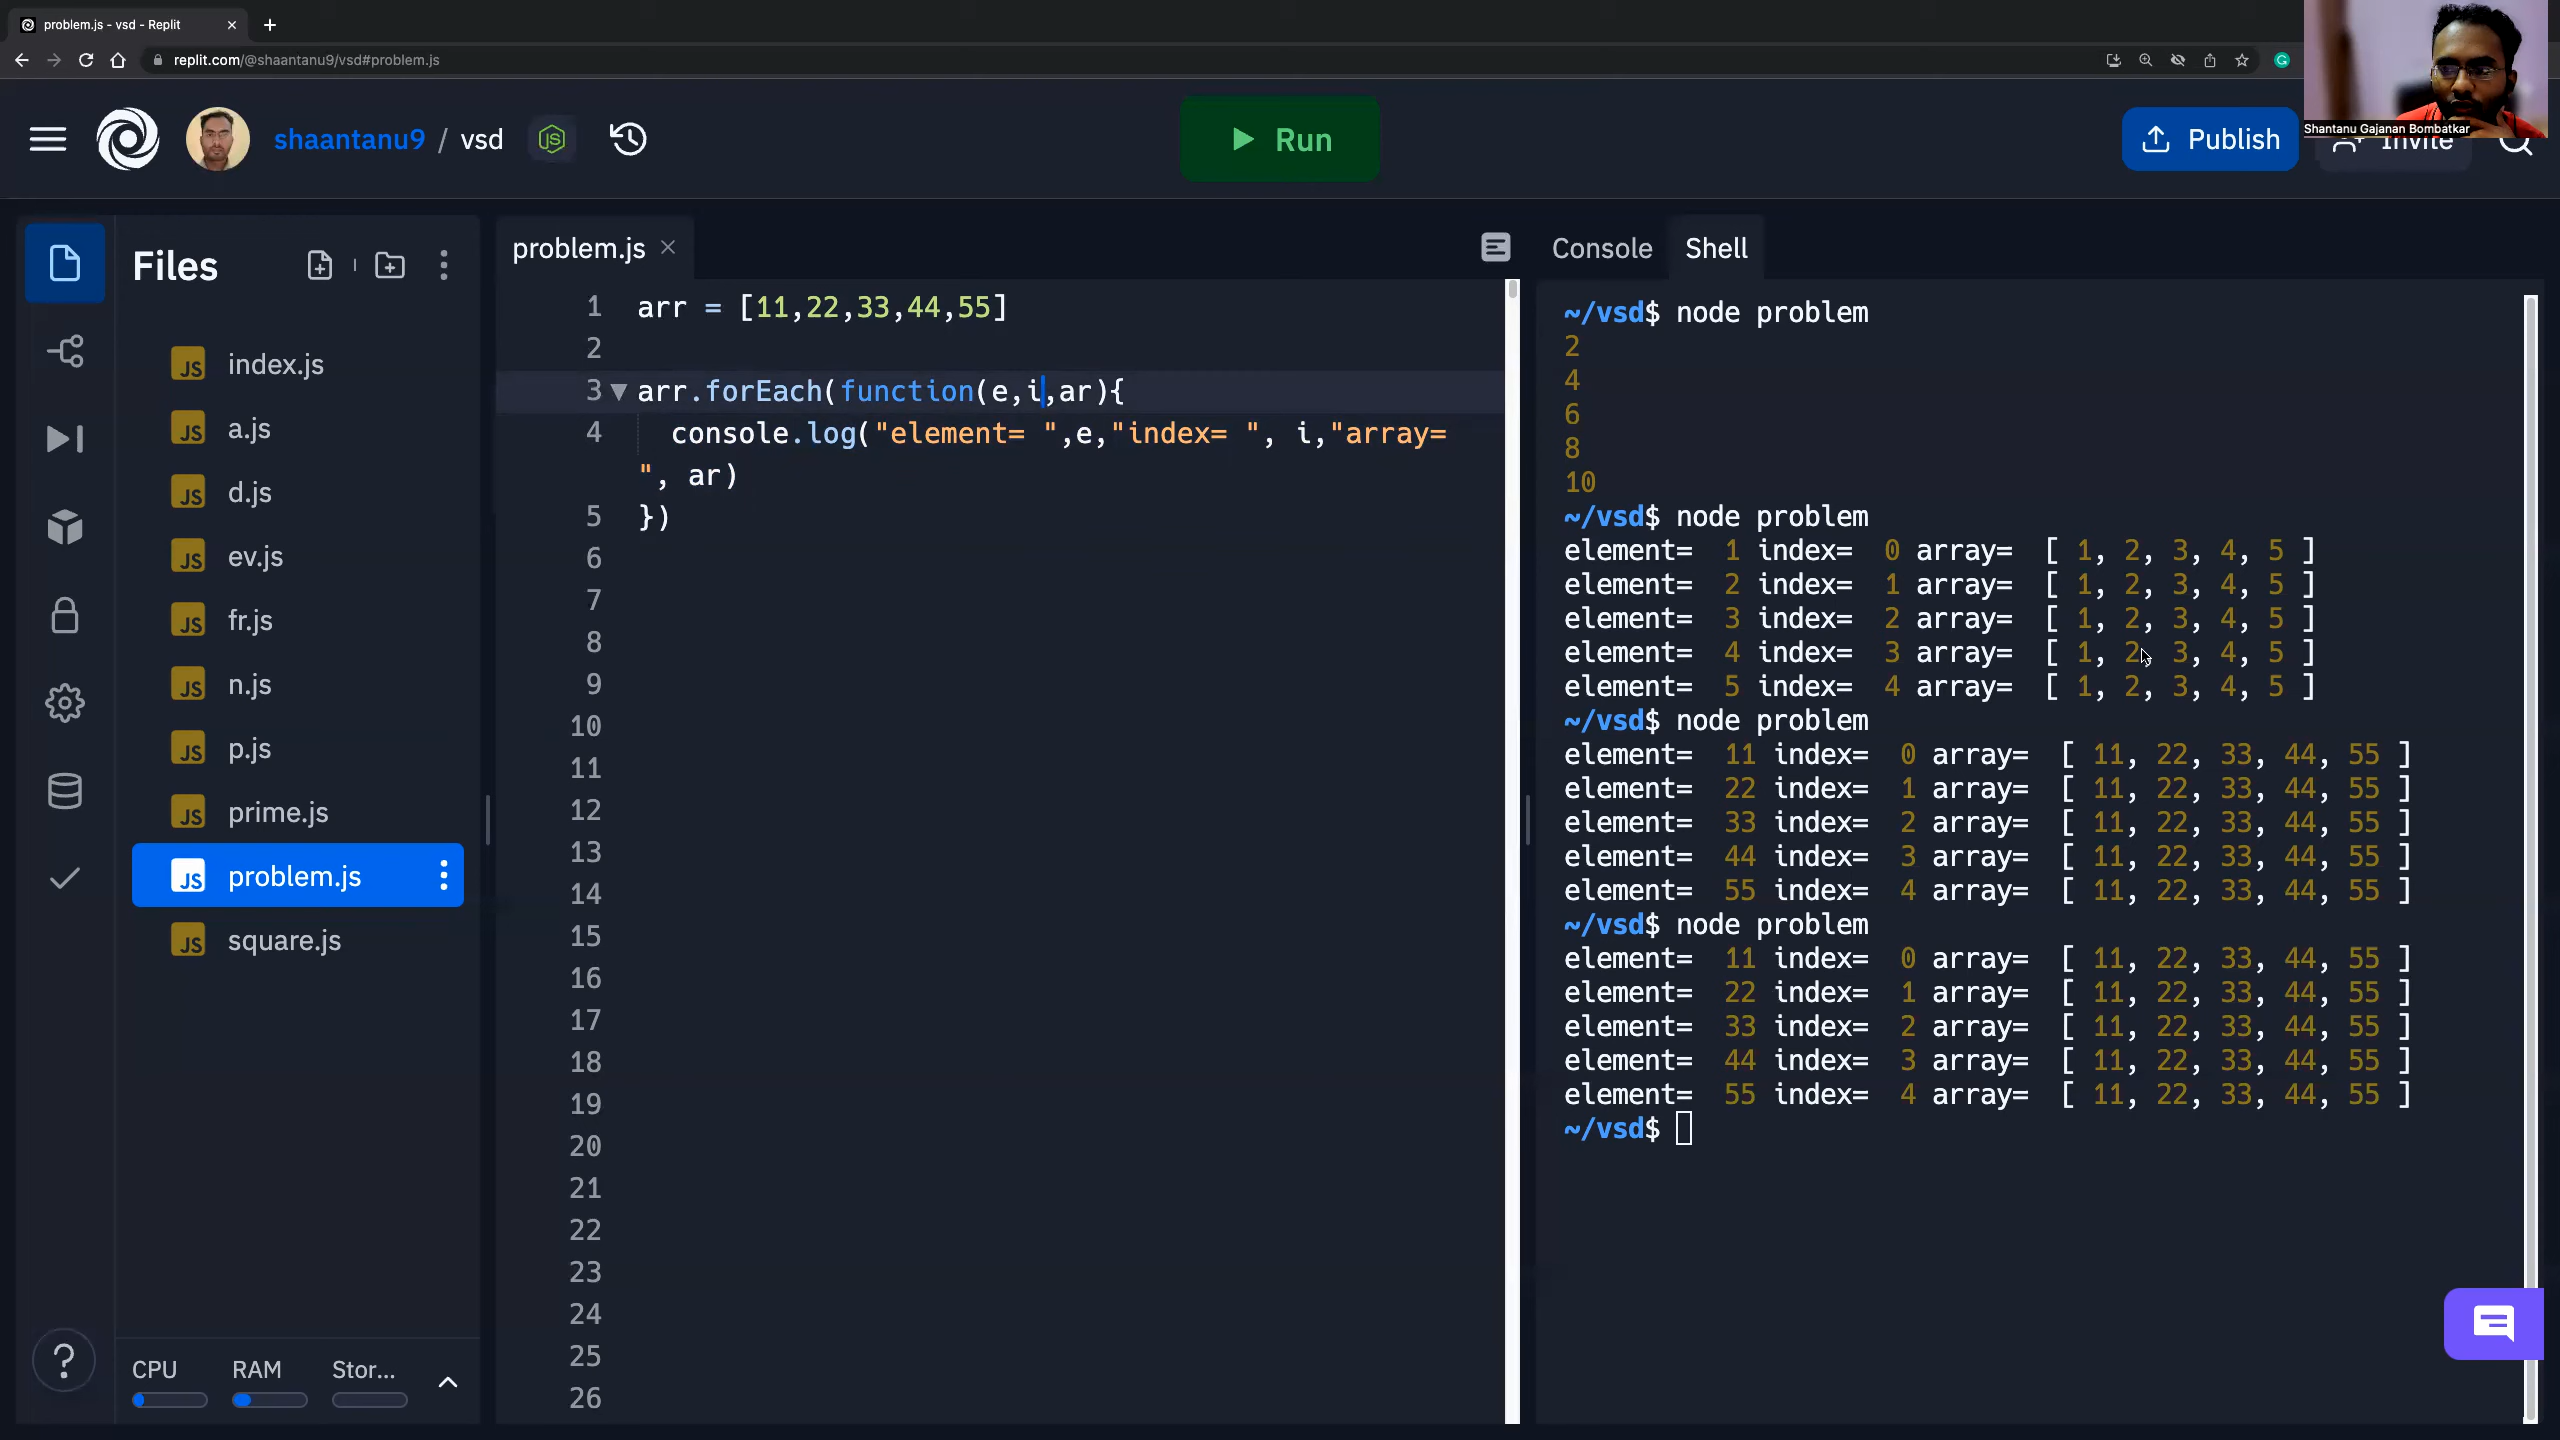 problem.js - vsd - Replit
replit.com/@shaantanu9/vsd#problem.js
Shantanu Gajanan Bombatkar
shaantanu9 / vsd
Run
Publish
Invite
Files
index.js
a.js
d.js
ev.js
fr.js
n.js
p.js
prime.js
problem.js
square.js
CPU
RAM
Stor...
problem.js
1 arr = [11,22,33,44,55]
2
3 arr.forEach(function(e,i,ar){
4 console.log("element= ",e,"index= ", i,"array=
", ar)
5 })
6
7
8
9
10
11
12
13
14
15
16
17
18
19
20
21
22
23
24
25
26
Console Shell
~/vsd$ node problem
2
4
6
8
10
~/vsd$ node problem
element=  1 index=  0 array=  [ 1, 2, 3, 4, 5 ]
element=  2 index=  1 array=  [ 1, 2, 3, 4, 5 ]
element=  3 index=  2 array=  [ 1, 2, 3, 4, 5 ]
element=  4 index=  3 array=  [ 1, 2, 3, 4, 5 ]
element=  5 index=  4 array=  [ 1, 2, 3, 4, 5 ]
~/vsd$ node problem
element=  11 index=  0 array=  [ 11, 22, 33, 44, 55 ]
element=  22 index=  1 array=  [ 11, 22, 33, 44, 55 ]
element=  33 index=  2 array=  [ 11, 22, 33, 44, 55 ]
element=  44 index=  3 array=  [ 11, 22, 33, 44, 55 ]
element=  55 index=  4 array=  [ 11, 22, 33, 44, 55 ]
~/vsd$ node problem
element=  11 index=  0 array=  [ 11, 22, 33, 44, 55 ]
element=  22 index=  1 array=  [ 11, 22, 33, 44, 55 ]
element=  33 index=  2 array=  [ 11, 22, 33, 44, 55 ]
element=  44 index=  3 array=  [ 11, 22, 33, 44, 55 ]
element=  55 index=  4 array=  [ 11, 22, 33, 44, 55 ]
~/vsd$